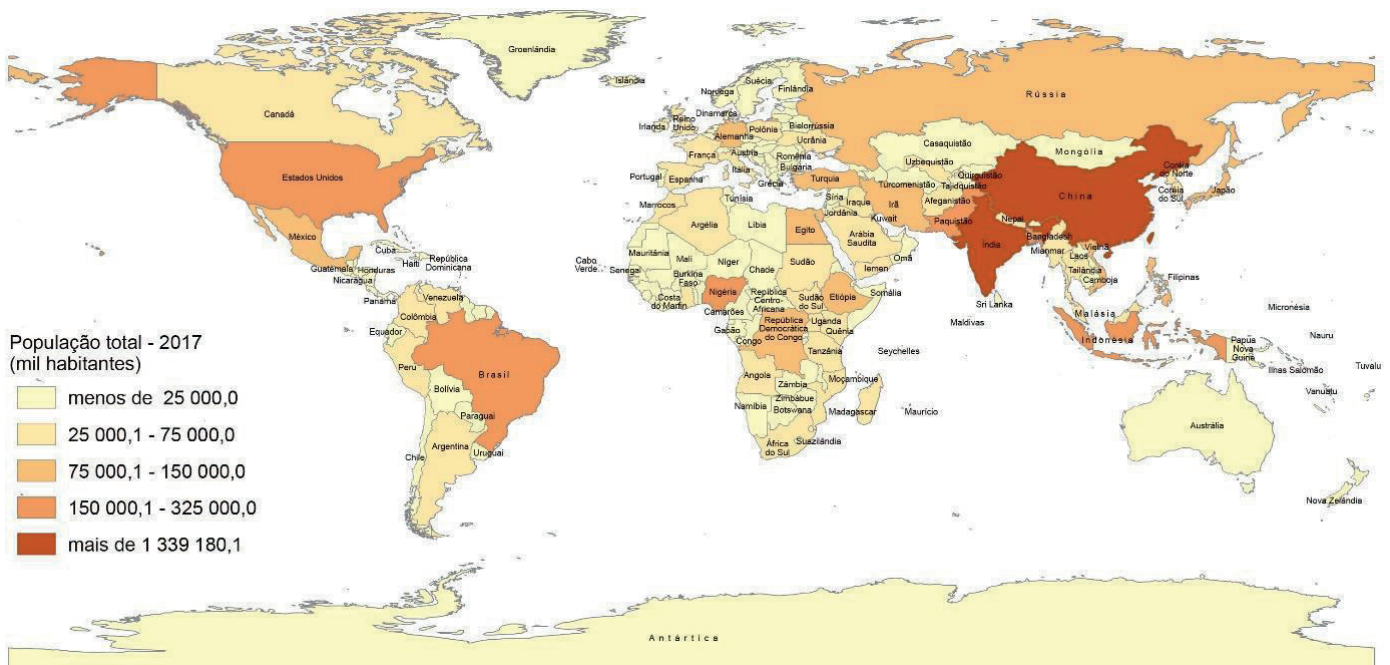 Groenlândia
Islândia
Suécia
Finlândia
Noruega
Rússia
Canadá
Dinamarca
Irlanda
Reino
Unido
Alemanha
Polônia
Bielorrússia
Ucrânia
Casaquistão
Mongólia
França
Áustria
Romênia
Bulgária
Uzbequistão
Quirguistão
Coréia
do Norte
Estados Unidos
Portugal
Espanha
Itália
Grécia
Turquia
Turcomenistão
Tajidquistão
China
Coréia
do Sul
Japão
Tunísia
Marrocos
Síria
Iraque
Jordânia
Irã
Kuwait
Afeganistão
Paquistão
Nepal
México
Argélia
Líbia
Egito
Arábia
Saudita
Índia
Bangladesh
Vietnã
Mianmar
Laos
Cuba
Haiti
República
Dominicana
Cabo
Verde
Mauritânia
Mali
Niger
Chade
Sudão
Iemen
Omã
Tailândia
Camboja
Filipinas
Guatemala
Honduras
Nicaragua
Senegal
Burkina
Faso
Costa
do Marfin
Nigéria
República
Centro-
Africana
Sudão
do Sul
Etiópia
Somália
Sri Lanka
Maldivas
Malásia
Micronésia
Panamá
Venezuela
Colômbia
Camarões
Gacão
Congo
República
Democrática
do Congo
Uganda
Quênia
Indonésia
Papua
Nova
Guiné
Nauru
Equador
Tanzânia
Seychelles
Ilhas Salomão
Tuvalu
População total - 2017
(mil habitantes)
Peru
Brasil
Angola
Zâmbia
Moçambique
Vanuatu
menos de 25 000,0
Bolívia
Zimbabue
Namíbia
Botswana
Madagascar
Maurício
Paraguai
Austrália
25 000,1 - 75 000,0
Argentina
Uruguai
Chile
África
do Sul
Suazilândia
75 000,1 - 150 000,0
Nova Zelândia
150 000,1 - 325 000,0
mais de 1 339 180,1
Antártica